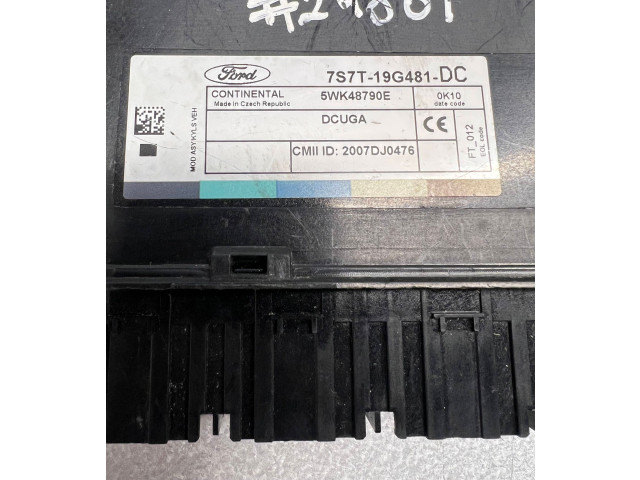 Ford 7S7T-19G481-DC
CONTINENTAL 5WK48790E 0K10
Made in Czech Republic date code
DCUGA CE
CMII ID: 2007DJ0476
MOD ASY KYLS VEH
FT_012
EOL code